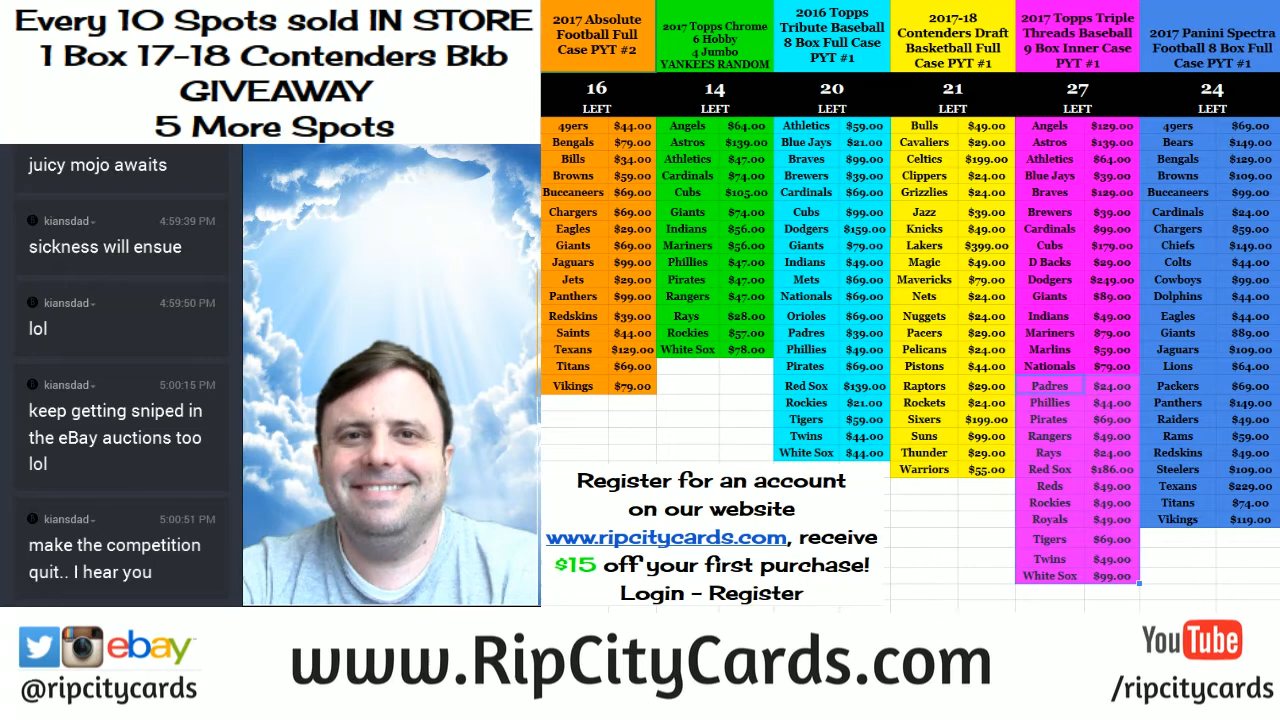 Every 10 Spots sold IN STORE
1 Box 17-18 Contenders Bkb
GIVEAWAY
5 More Spots
juicy mojo awaits
kiansdad 4:59:39 PM
sickness will ensue
kiansdad 4:59:50 PM
lol
kiansdad 5:00:15 PM
keep getting sniped in
the eBay auctions too
lol
kiansdad 5:00:51 PM
make the competition
quit.. I hear you
2017 Absolute
Football Full
Case PYT #2
16
LEFT
49ers $44.00
Bengals $79.00
Bills $34.00
Browns $59.00
Buccaneers $69.00
Chargers $69.00
Eagles $29.00
Giants $69.00
Jaguars $99.00
Jets $29.00
Panthers $99.00
Redskins $39.00
Saints $44.00
Texans $129.00
Titans $69.00
Vikings $79.00
2017 Topps Chrome
6 Hobby
4 Jumbo
YANKEES RANDOM
14
LEFT
Angels $64.00
Astros $139.00
Athletics $47.00
Cardinals $74.00
Cubs $105.00
Giants $74.00
Indians $56.00
Mariners $56.00
Phillies $47.00
Pirates $47.00
Rangers $47.00
Rays $28.00
Rockies $57.00
White Sox $78.00
2016 Topps
Tribute Baseball
8 Box Full Case
PYT #1
20
LEFT
Athletics $59.00
Blue Jays $21.00
Braves $99.00
Brewers $39.00
Cardinals $69.00
Cubs $99.00
Dodgers $159.00
Giants $79.00
Indians $49.00
Mets $69.00
Nationals $69.00
Orioles $69.00
Padres $39.00
Phillies $49.00
Pirates $69.00
Red Sox $139.00
Rockies $21.00
Tigers $59.00
Twins $44.00
White Sox $44.00
2017-18
Contenders Draft
Basketball Full
Case PYT #1
21
LEFT
Bulls $49.00
Cavaliers $29.00
Celtics $199.00
Clippers $24.00
Grizzlies $24.00
Jazz $39.00
Knicks $49.00
Lakers $399.00
Magic $49.00
Mavericks $79.00
Nets $24.00
Nuggets $24.00
Pacers $29.00
Pelicans $24.00
Pistons $44.00
Raptors $29.00
Rockets $24.00
Sixers $199.00
Suns $99.00
Thunder $29.00
Warriors $55.00
2017 Topps Triple
Threads Baseball
9 Box Inner Case
PYT #1
27
LEFT
Angels $129.00
Astros $139.00
Athletics $64.00
Blue Jays $39.00
Braves $129.00
Brewers $39.00
Cardinals $99.00
Cubs $179.00
D Backs $29.00
Dodgers $249.00
Giants $89.00
Indians $49.00
Mariners $79.00
Marlins $59.00
Nationals $79.00
Padres $24.00
Phillies $44.00
Pirates $69.00
Rangers $49.00
Rays $24.00
Red Sox $186.00
Reds $49.00
Rockies $49.00
Royals $49.00
Tigers $69.00
Twins $49.00
White Sox $99.00
2017 Panini Spectra
Football 8 Box Full
Case PYT #1
24
LEFT
49ers $69.00
Bears $149.00
Bengals $129.00
Browns $109.00
Buccaneers $99.00
Cardinals $24.00
Chargers $59.00
Chiefs $149.00
Colts $44.00
Cowboys $99.00
Dolphins $44.00
Eagles $44.00
Giants $89.00
Jaguars $109.00
Lions $64.00
Packers $69.00
Panthers $149.00
Raiders $49.00
Rams $59.00
Redskins $49.00
Steelers $109.00
Texans $229.00
Titans $74.00
Vikings $119.00
Register for an account
on our website
www.ripcitycards.com, receive
$15 off your first purchase!
Login - Register
ebay
@ripcitycards
www.RipCityCards.com
YouTube
/ripcitycards